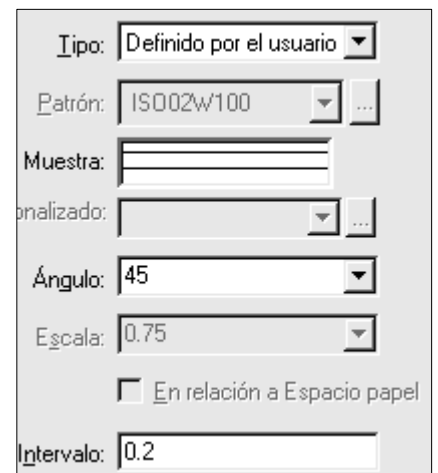 Tipo: Definido por el usuario
Patrón: ISO02W100 ...
Muestra:
onalizado: ...
Ángulo: 45
Escala: 0.75
En relación a Espacio papel
Intervalo: 0.2